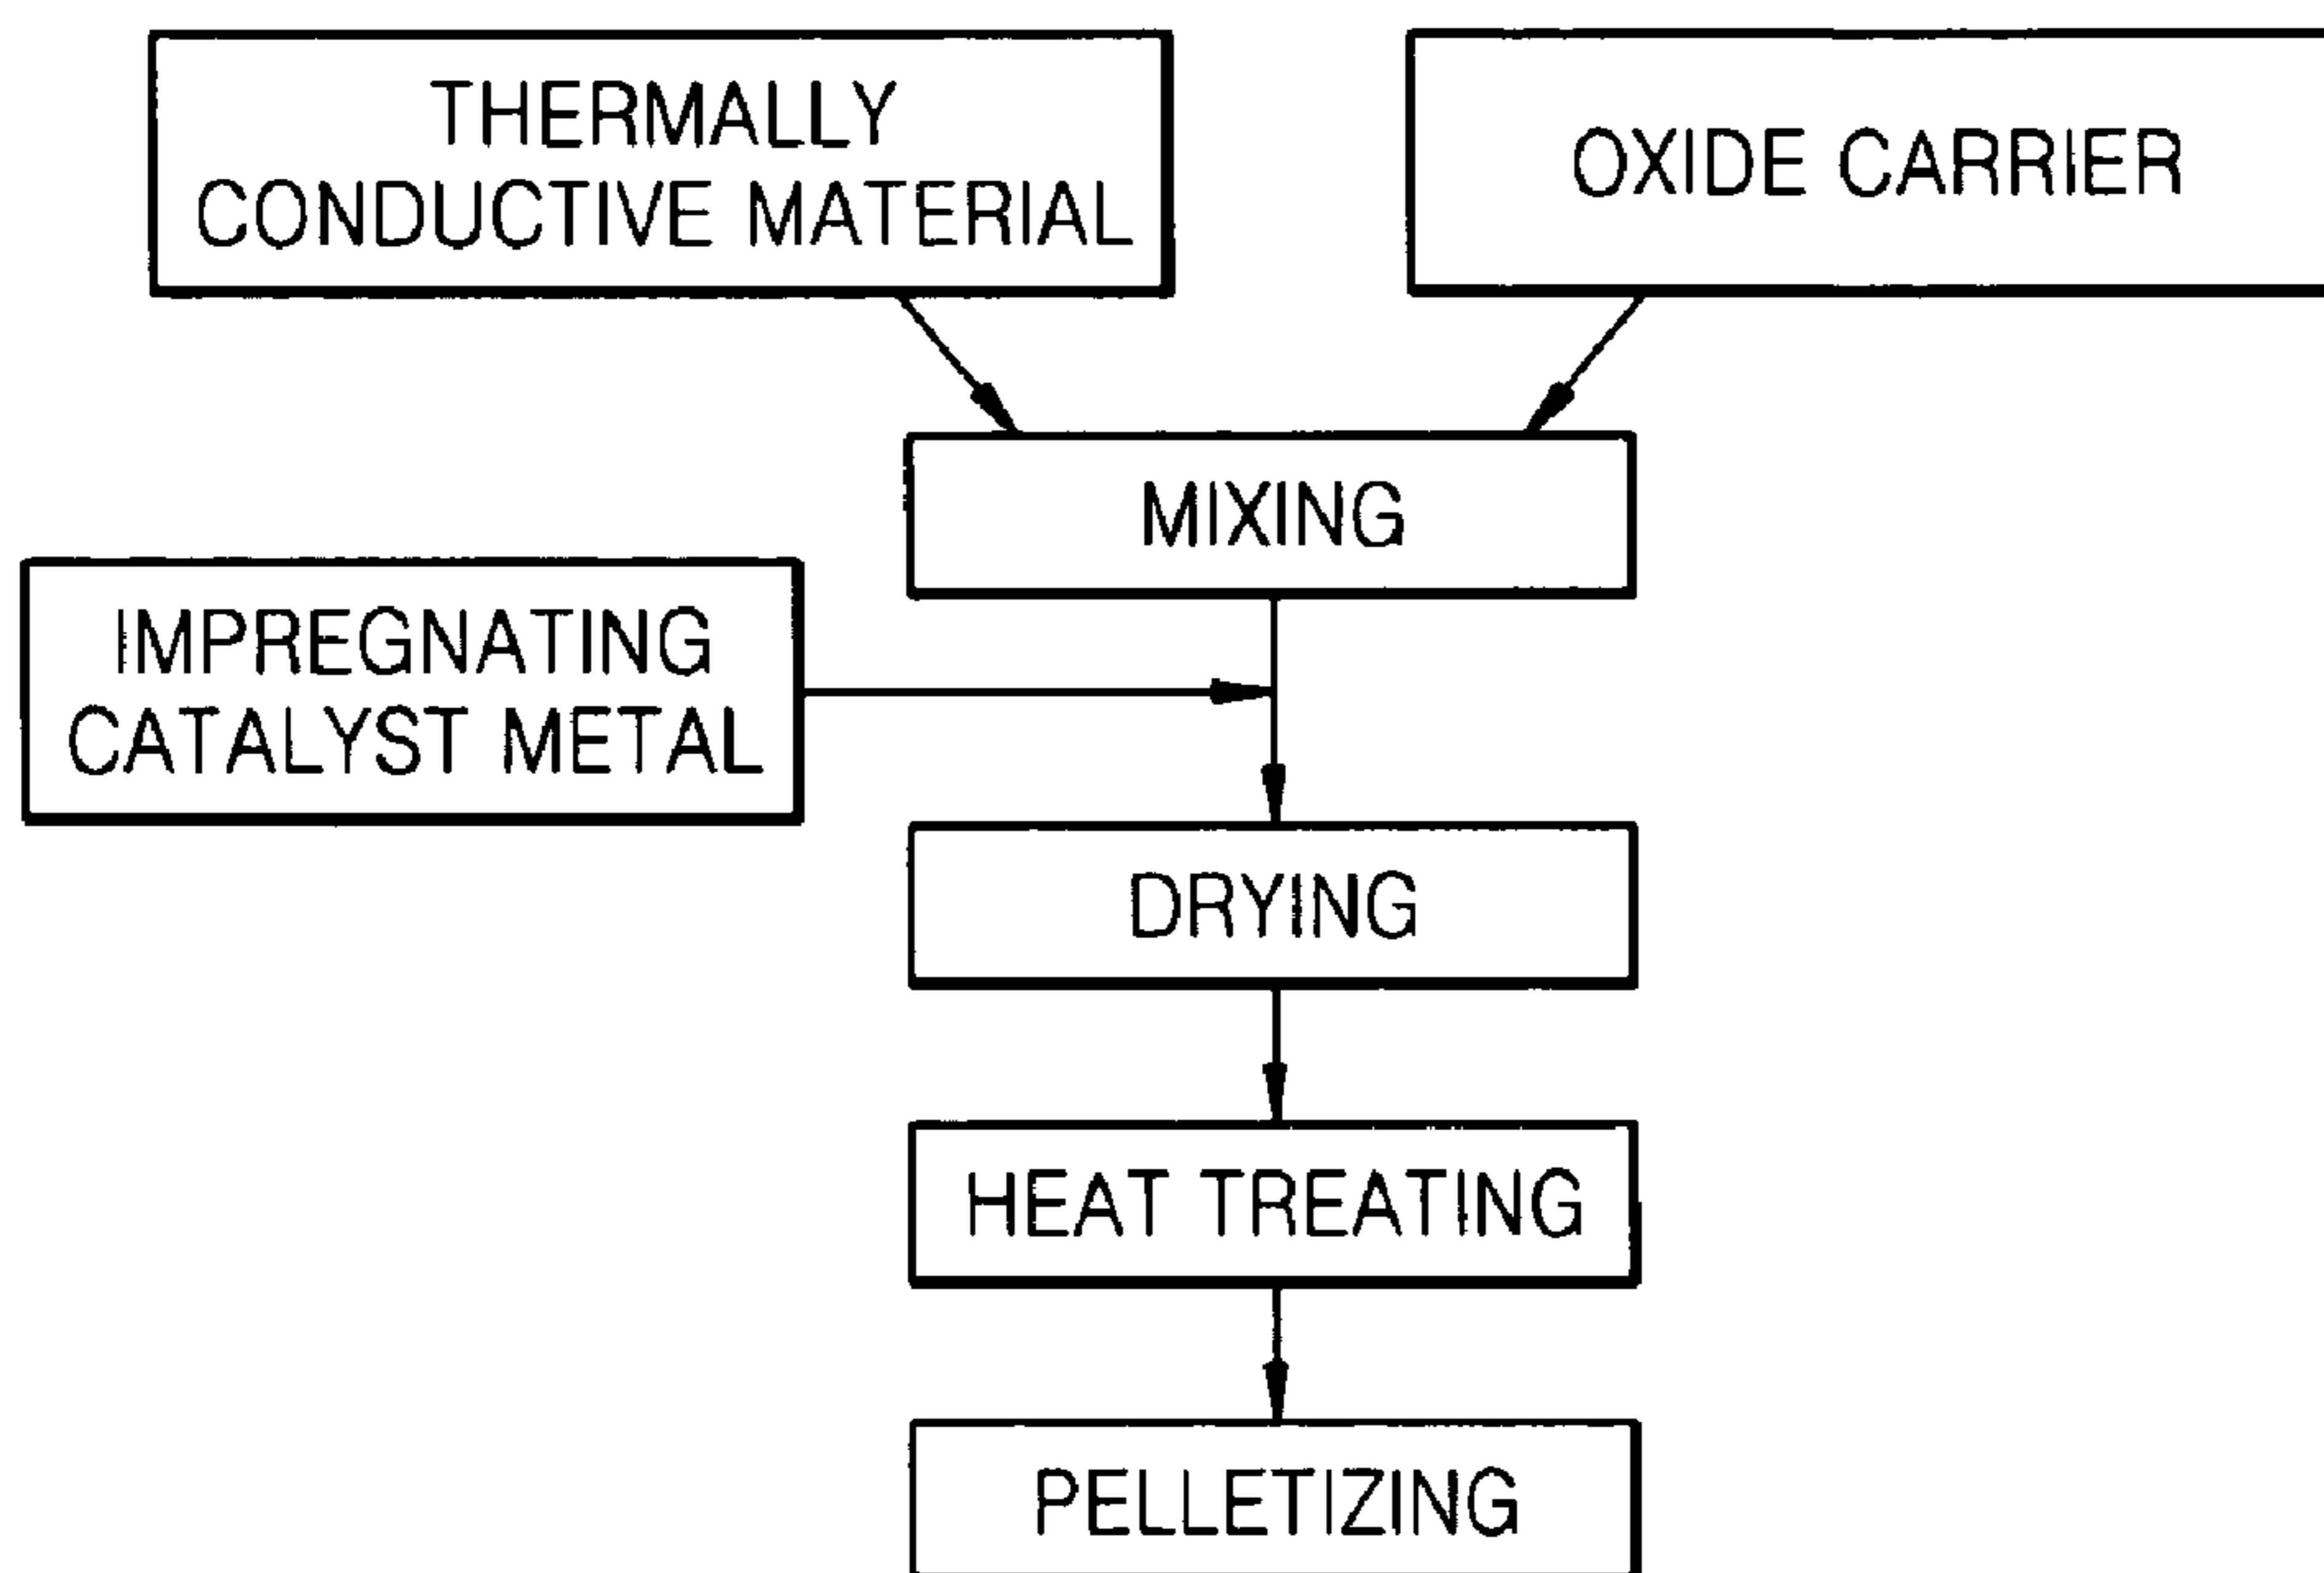 THERMALLY
CONDUCTIVE MATERIAL
OXIDE CARRIER
MIXING
IMPREGNATING
CATALYST METAL
DRYING
HEAT TREATING
PELLETIZING